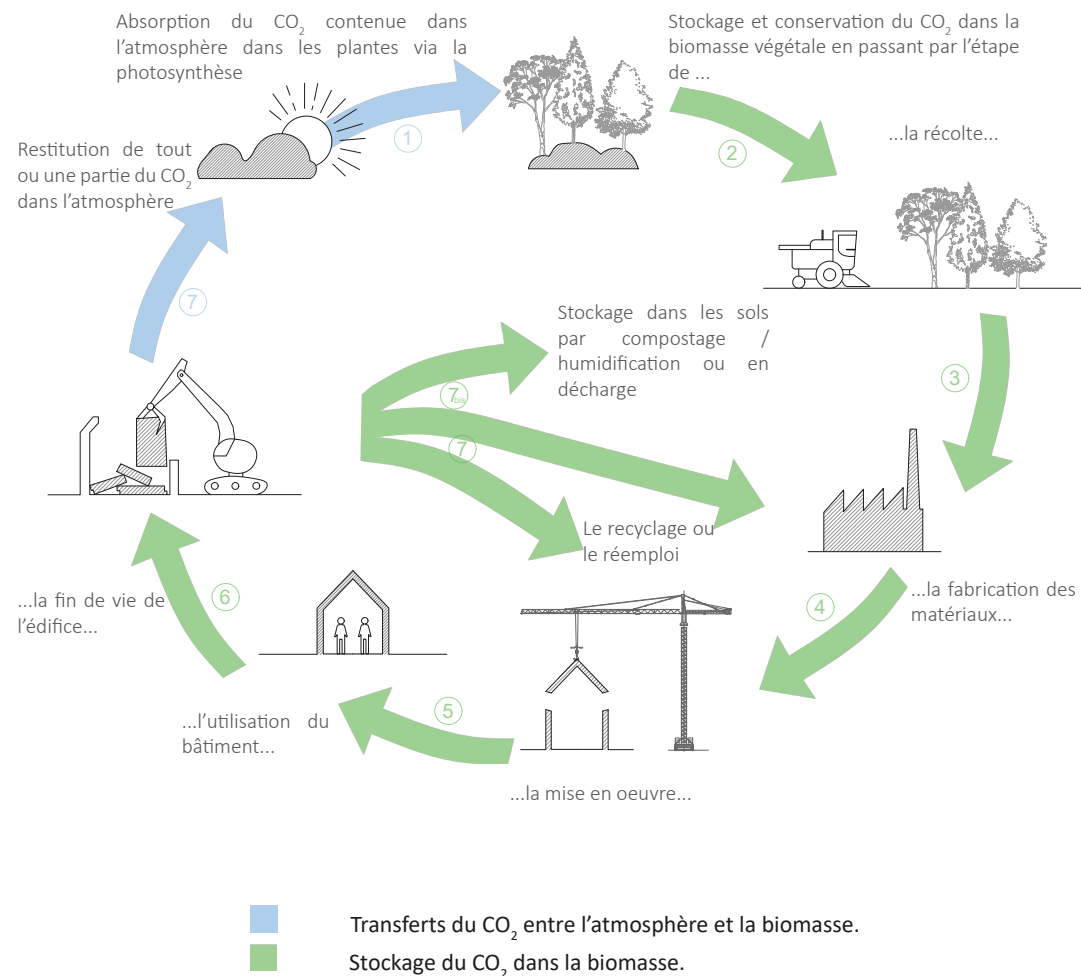 Absorption du CO₂ contenue dans
l'atmosphère dans les plantes via la
photosynthèse
Stockage et conservation du CO₂ dans la
biomasse végétale en passant par l'étape
de ...
1
2
...la récolte...
Restitution de tout
ou une partie du CO₂
dans l'atmosphère
7
Stockage dans les sols
par compostage /
humidification ou en
décharge
3
7bis
7
Le recyclage ou
le réemploi
...la fin de vie de
l'édifice...
6
4
...la fabrication des
matériaux...
...l'utilisation du
bâtiment...
5
...la mise en oeuvre...
Transferts du CO₂ entre l'atmosphère et la biomasse.
Stockage du CO₂ dans la biomasse.